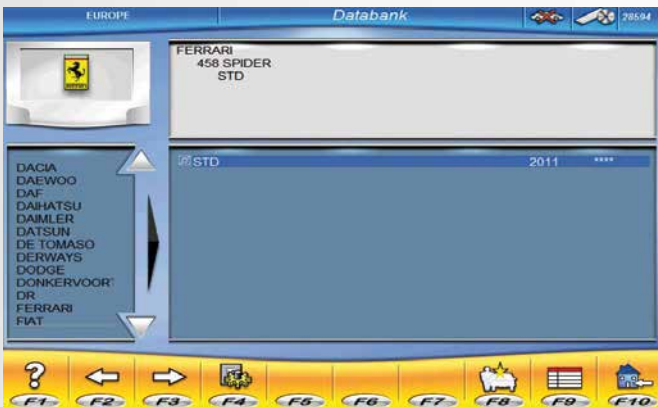 EUROPE
Databank
28594
FERRARI
458 SPIDER
STD
DACIA
DAEWOO
DAF
DAIHATSU
DAIMLER
DATSUN
DE TOMASO
DERWAYS
DODGE
DONKERVOOR
DR
FERRARI
FIAT
STD 2011 ****
?
F1 F2 F3 F4 F5 F6 F7 F8 F9 F10